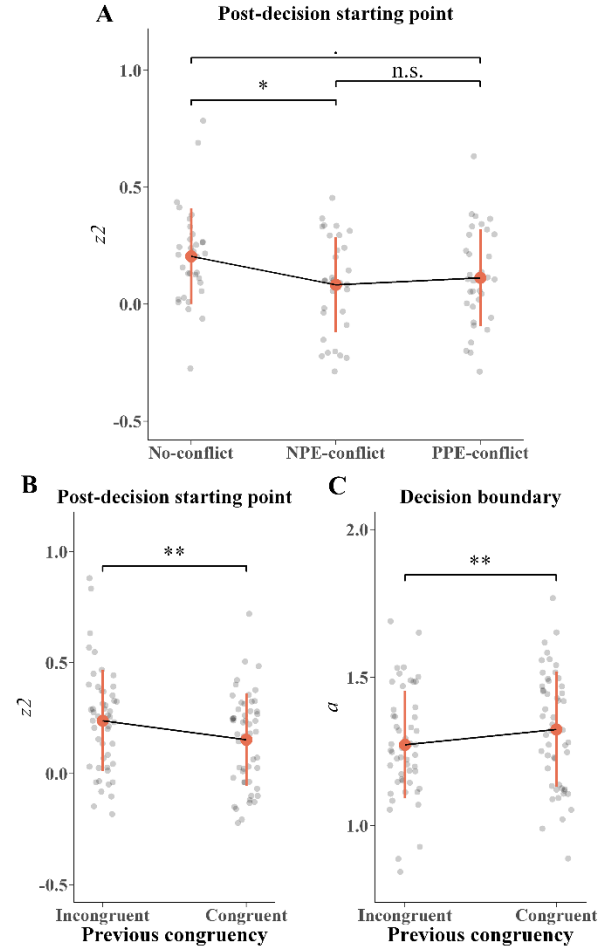 A
Post-decision starting point
.
n.s.
*
1.0
0.5
0.0
-0.5
z2
No-conflict
NPE-conflict
PPE-conflict
B
Post-decision starting point
**
1.0
0.5
0.0
-0.5
z2
Incongruent
Congruent
Previous congruency
C
Decision boundary
**
2.0
1.5
1.0
a
Incongruent
Congruent
Previous congruency